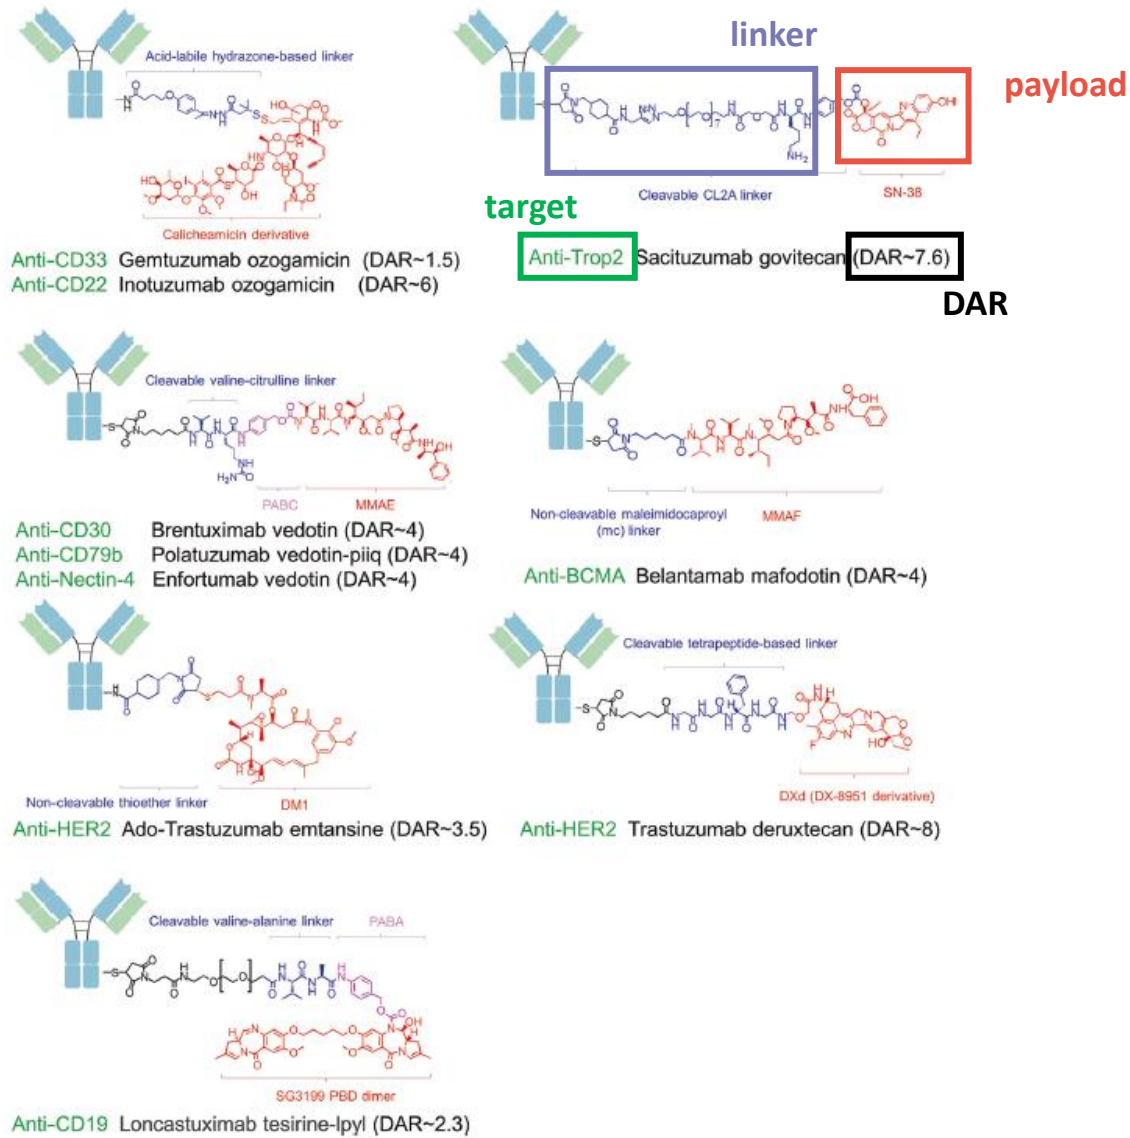 Acid-labile hydrazone-based linker
Calicheamicin derivative
Anti-CD33 Gemtuzumab ozogamicin (DAR~1.5)
Anti-CD22 Inotuzumab ozogamicin (DAR~6)
linker
payload
Cleavable CL2A linker
SN-38
target
Anti-Trop2 Sacituzumab govitecan (DAR~7.6)
DAR
Cleavable valine-citrulline linker
PABC
MMAE
Anti-CD30 Brentuximab vedotin (DAR~4)
Anti-CD79b Polatuzumab vedotin-piiq (DAR~4)
Anti-Nectin-4 Enfortumab vedotin (DAR~4)
Non-cleavable maleimidocaproyl
(mc) linker
MMAF
Anti-BCMA Belantamab mafodotin (DAR~4)
Non-cleavable thioether linker
DM1
Anti-HER2 Ado-Trastuzumab emtansine (DAR~3.5)
Cleavable tetrapeptide-based linker
DXd (DX-8951 derivative)
Anti-HER2 Trastuzumab deruxtecan (DAR~8)
Cleavable valine-alanine linker
PABA
SG3199 PBD dimer
Anti-CD19 Loncastuximab tesirine-lpyl (DAR~2.3)